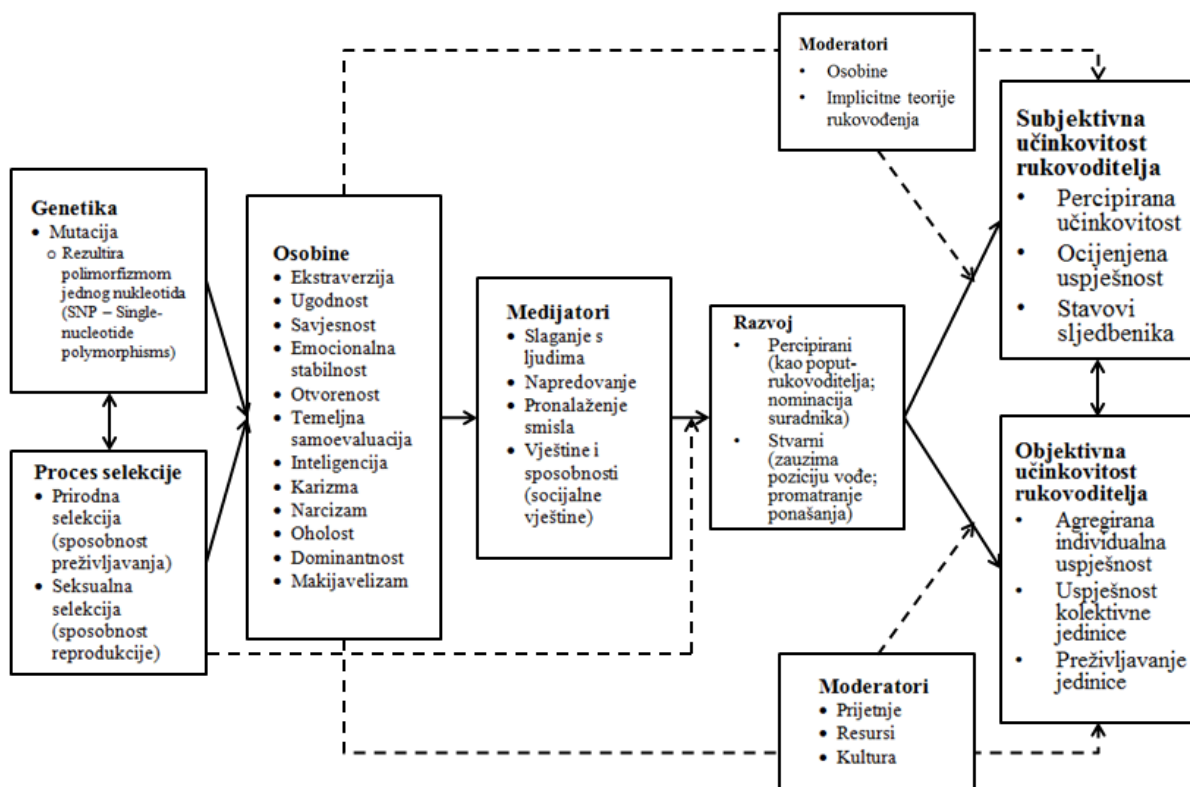 Genetika
• Mutacija
o Rezultira
polimorfizmom
jednog nukleotida
(SNP – Single-
nucleotide
polymorphisms)
Proces selekcije
• Prirodna
selekcija
(sposobnost
preživljavanja)
• Seksualna
selekcija
(sposobnost
reprodukcije)
Osobine
• Ekstraverzija
• Ugodnost
• Savjesnost
• Emocionalna
stabilnost
• Otvorenost
• Temeljna
samoevaluacija
• Inteligencija
• Karizma
• Narcizam
• Oholost
• Dominantnost
• Makijavelizam
Medijatori
• Slaganje s
ljudima
• Napredovanje
• Pronalaženje
smisla
• Vještine i
sposobnosti
(socijalne
vještine)
Razvoj
• Percipirani
(kao poput-
rukovoditelja;
nominacija
suradnika)
• Stvarni
(zauzima
poziciju vođe;
promatranje
ponašanja)
Moderatori
• Osobine
• Implicitne teorije
rukovođenja
Moderatori
• Prijetnje
• Resursi
• Kultura
Subjektivna
učinkovitost
rukovoditelja
• Percipirana
učinkovitost
• Ocijenjena
uspješnost
• Stavovi
sljedbenika
Objektivna
učinkovitost
rukovoditelja
• Agregirana
individualna
uspješnost
• Uspješnost
kolektivne
jedinice
• Preživljavanje
jedinice